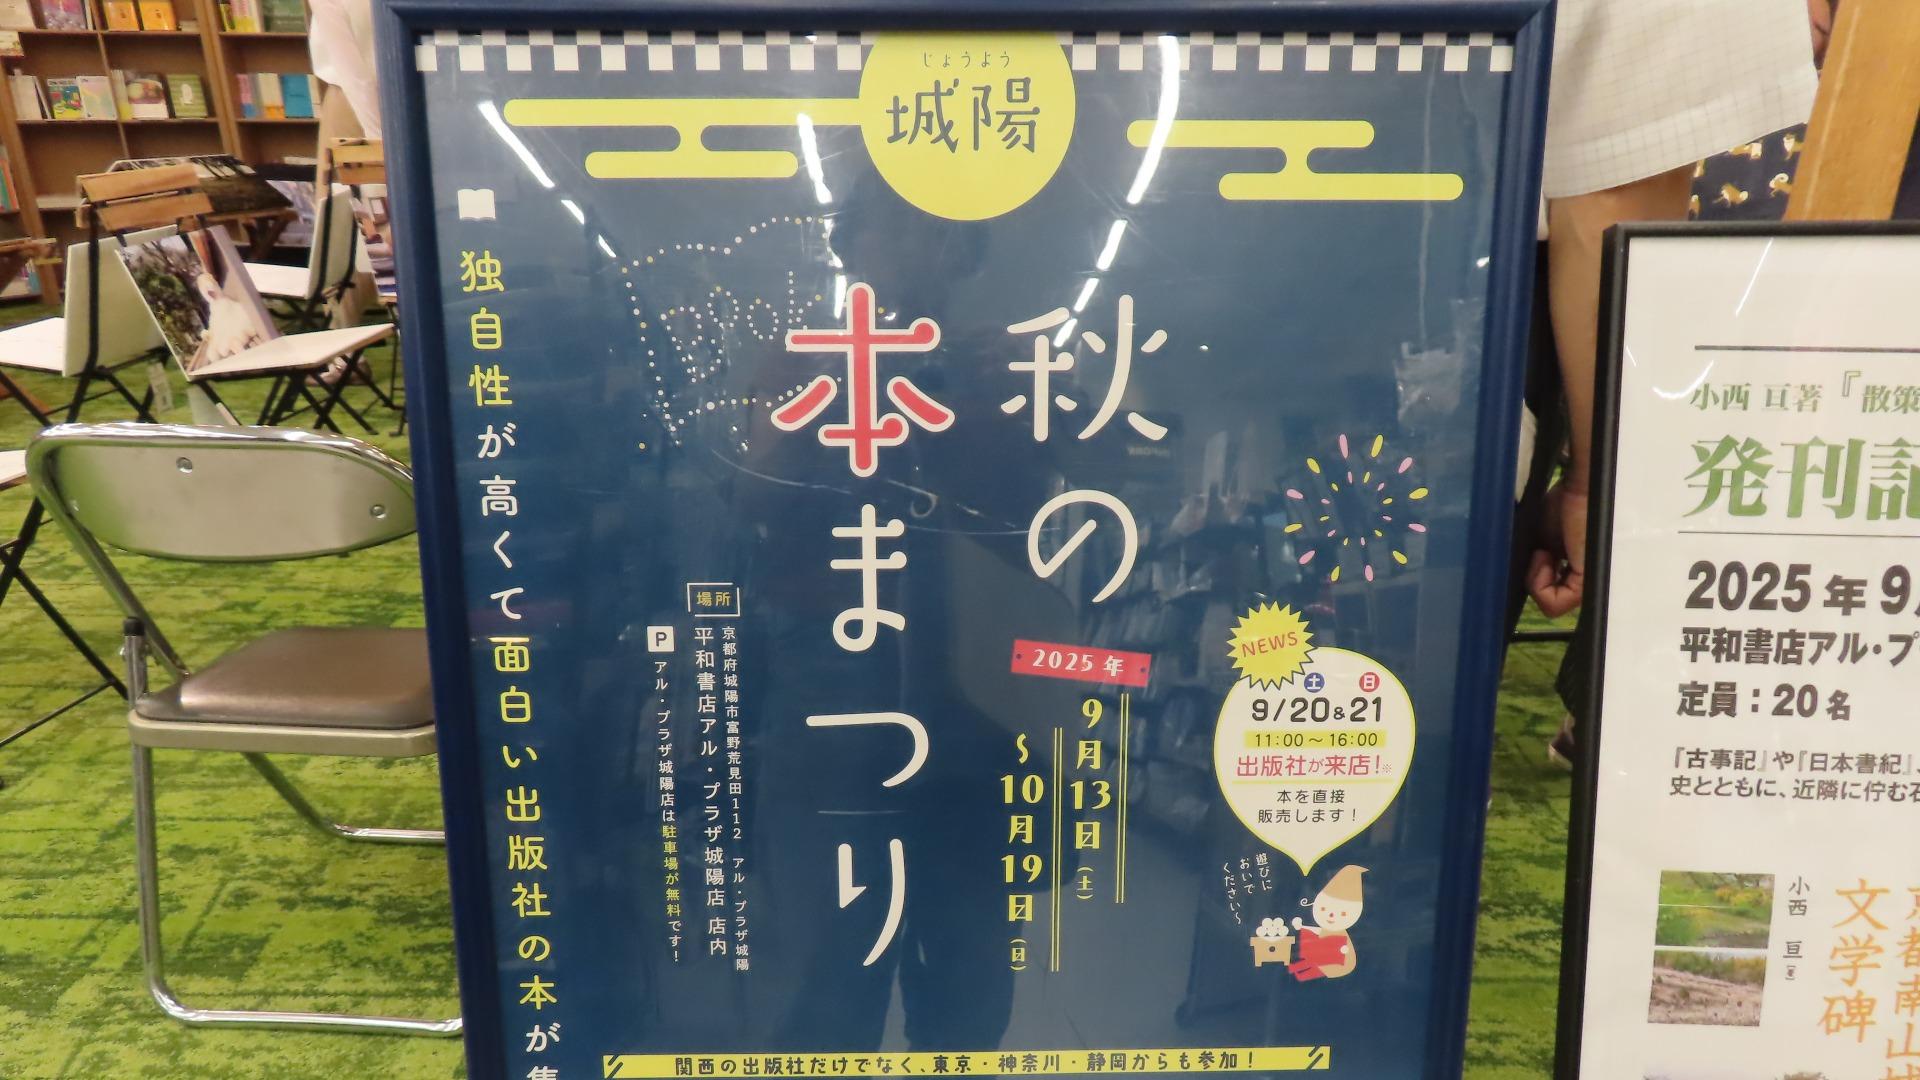 じょうよう
城陽
秋の
本まつり
Book
2025年
9月13日(土)
〜10月19日(日)
NEWS
土 日
9/20&21
11:00〜16:00
出版社が来店!※
本を直接
販売します!
遊びに
おいで
ください〜
場所
京都府城陽市富野荒見田112 アル・プラザ城陽
平和書店アル・プラザ城陽店 店内
P アル・プラザ城陽店は駐車場が無料です!
独自性が高くて面白い出版社の本が集
関西の出版社だけでなく、東京・神奈川・静岡からも参加!
小西 亘著『散策
発刊記
2025年9
平和書店アル・プ
定員:20名
『古事記』や『日本書紀』
史とともに、近隣に佇む
京都南山城
文学碑
小西 亘[著]